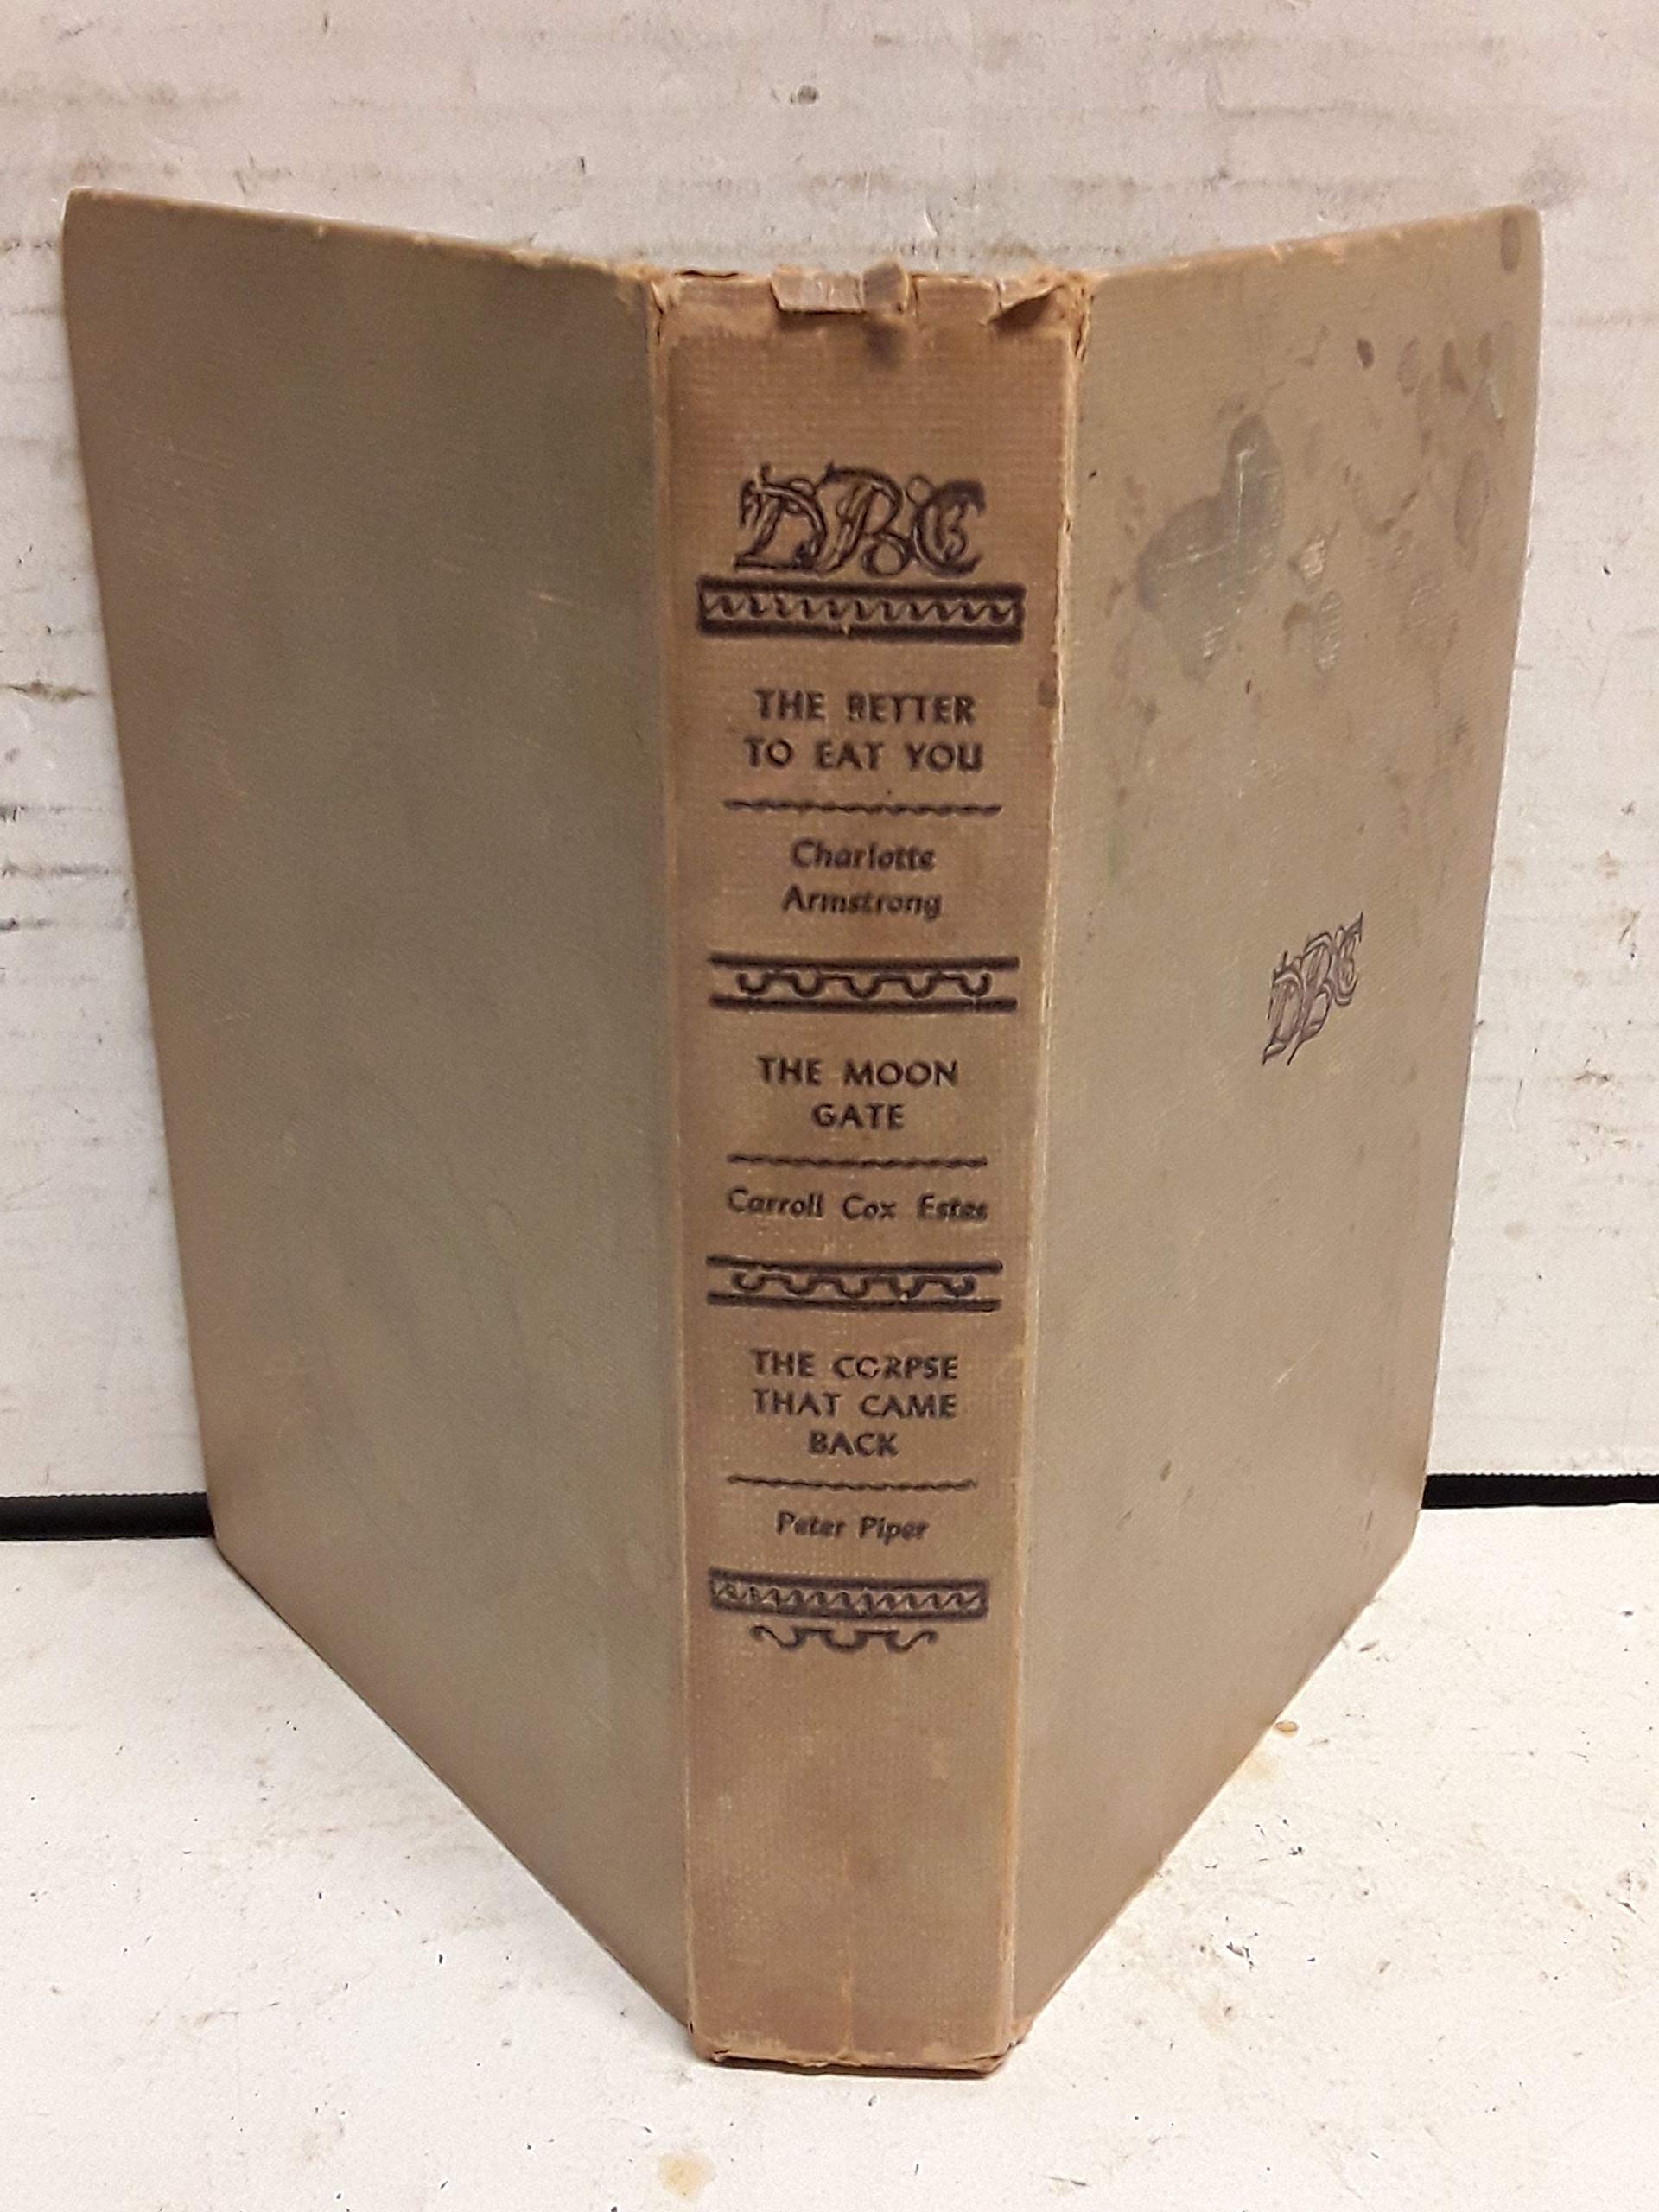 DBC
THE BETTER
TO EAT YOU
Charlotte
Armstrong
THE MOON
GATE
Carroll Cox Estes
THE CORPSE
THAT CAME
BACK
Peter Piper
DBC